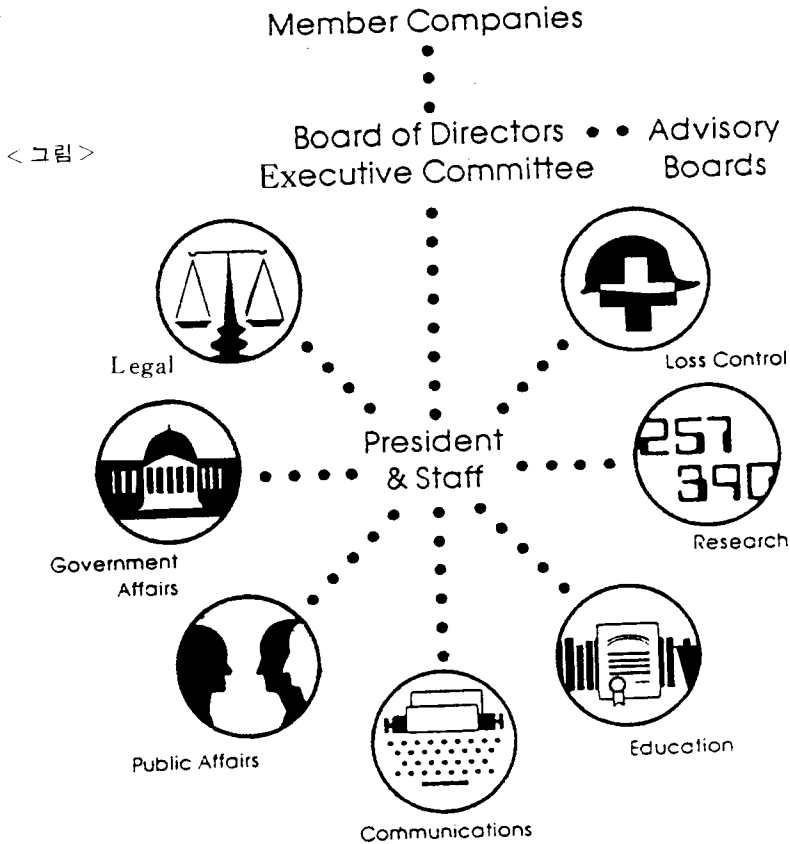 Member Companies
<그림>
Board of Directors • • Advisory
Executive Committee Boards
Legal
Loss Control
President
& Staff
257
390
Research
Government
Affairs
Public Affairs
Education
Communications